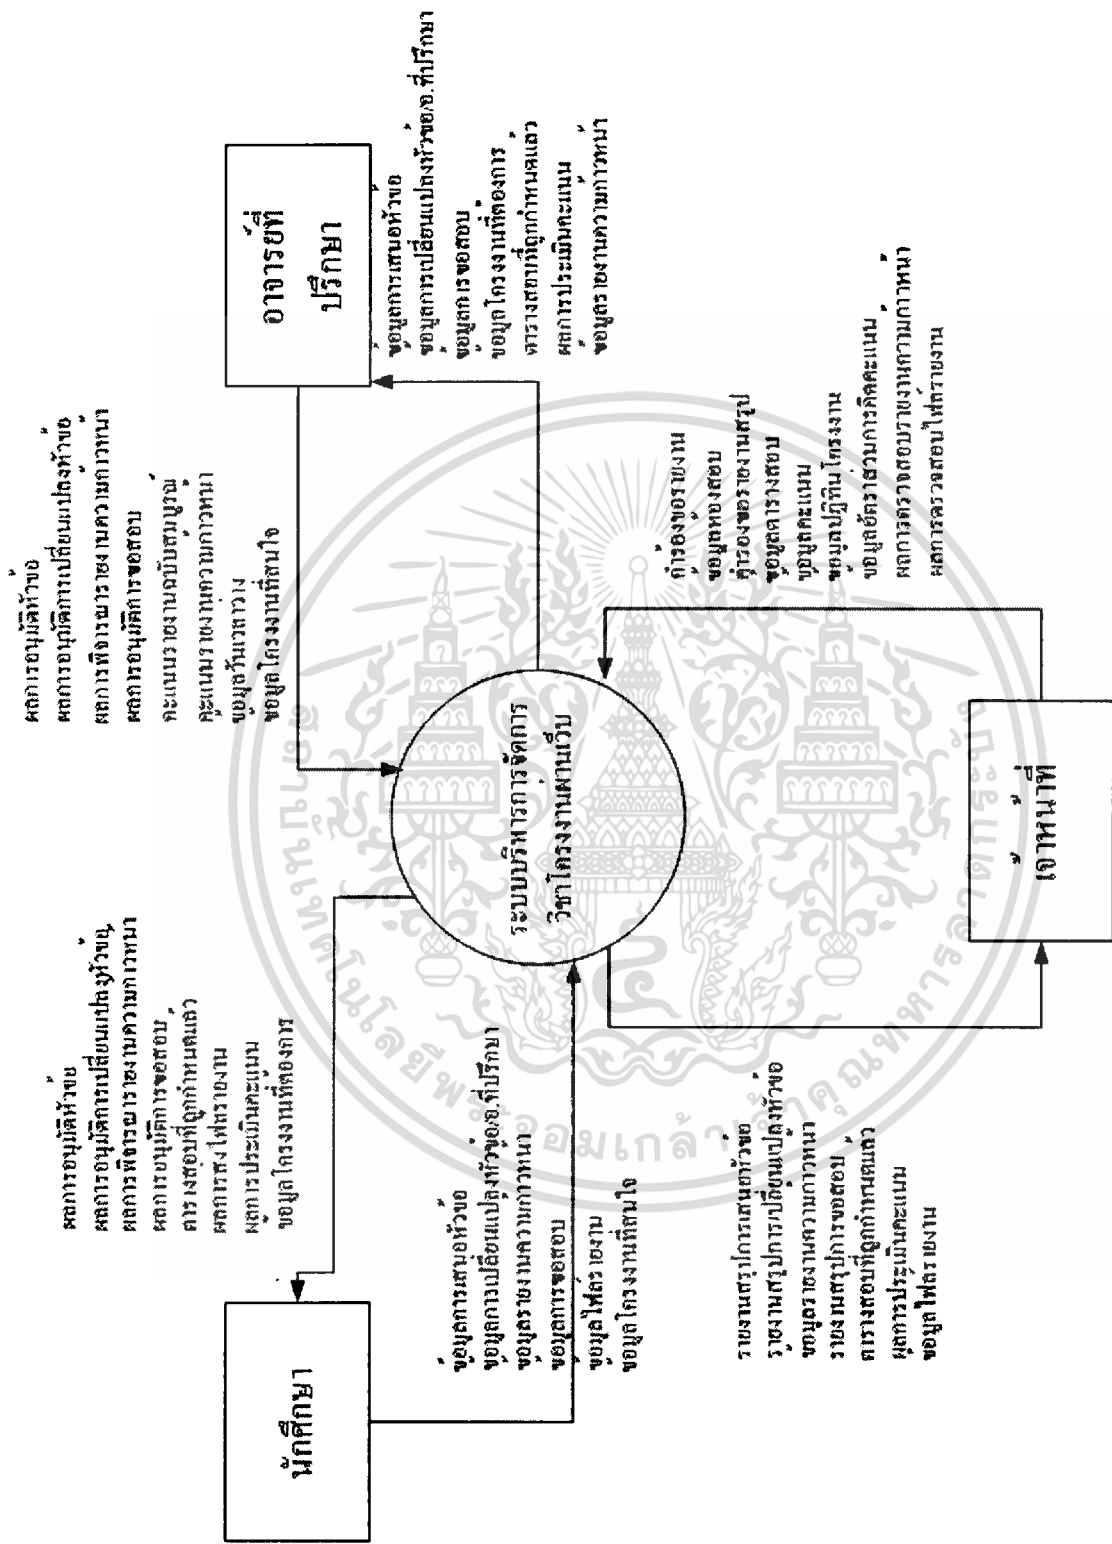 นักศึกษา
ผลการอนุมัติหัวข้อ
ผลการอนุมัติการเปลี่ยนแปลงหัวข้อ
ผลการพิจารณารายงานความก้าวหน้า
ผลการอนุมัติการขอสอบ
ตารางสอบที่ถูกกำหนดแล้ว
ผลการส่งไฟล์รายงาน
ผลการประเมินคะแนน
ข้อมูลโครงงานที่ต้องการ
ผลการอนุมัติหัวข้อ
ผลการอนุมัติการเปลี่ยนแปลงหัวข้อ
ผลการพิจารณารายงานความก้าวหน้า
ผลการอนุมัติการขอสอบ
คะแนนรายงานฉบับสมบูรณ์
คะแนนรายงานความก้าวหน้า
ข้อมูลวันเวลาว่าง
ข้อมูลโครงงานที่สนใจ
อาจารย์ที่
ปรึกษา
ข้อมูลการเสนอหัวข้อ
ข้อมูลการเปลี่ยนแปลงหัวข้อ/อ.ที่ปรึกษา
ข้อมูลรายงานความก้าวหน้า
ข้อมูลการขอสอบ
ข้อมูลไฟล์รายงาน
ข้อมูลโครงงานที่สนใจ
ระบบบริหารการจัดการ
วิชาโครงงานผ่านเว็บ
ข้อมูลการเสนอหัวข้อ
ข้อมูลการเปลี่ยนแปลงหัวข้อ/อ.ที่ปรึกษา
ข้อมูลการขอสอบ
ข้อมูลโครงงานที่ต้องการ
ตารางสอบที่ถูกกำหนดแล้ว
ผลการประเมินคะแนน
ข้อมูลรายงานความก้าวหน้า
รายงานสรุปการเสนอหัวข้อ
รายงานสรุปการเปลี่ยนแปลงหัวข้อ
ข้อมูลรายงานความก้าวหน้า
รายงานสรุปการขอสอบ
ตารางสอบที่ถูกกำหนดแล้ว
ผลการประเมินคะแนน
ข้อมูลไฟล์รายงาน
คำร้องขอรายงาน
ข้อมูลห้องสอบ
คำร้องขอรายงานสรุป
ข้อมูลตารางสอบ
ข้อมูลคะแนน
ข้อมูลปฏิทินโครงงาน
ข้อมูลอัตราส่วนการคิดคะแนน
ผลการตรวจสอบรายงานความก้าวหน้า
ผลการตรวจสอบไฟล์รายงาน
เจ้าหน้าที่
สถาบันเทคโนโลยีพระจอมเกล้าเจ้าคุณทหารลาดกระบัง